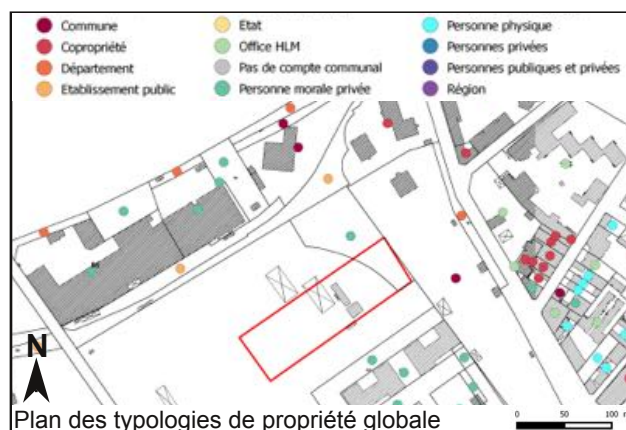 Commune
Copropriété
Département
Etablissement public
Etat
Office HLM
Pas de compte communal
Personne morale privée
Personne physique
Personnes privées
Personnes publiques et privées
Région
N
Plan des typologies de propriété globale
0 50 100 m